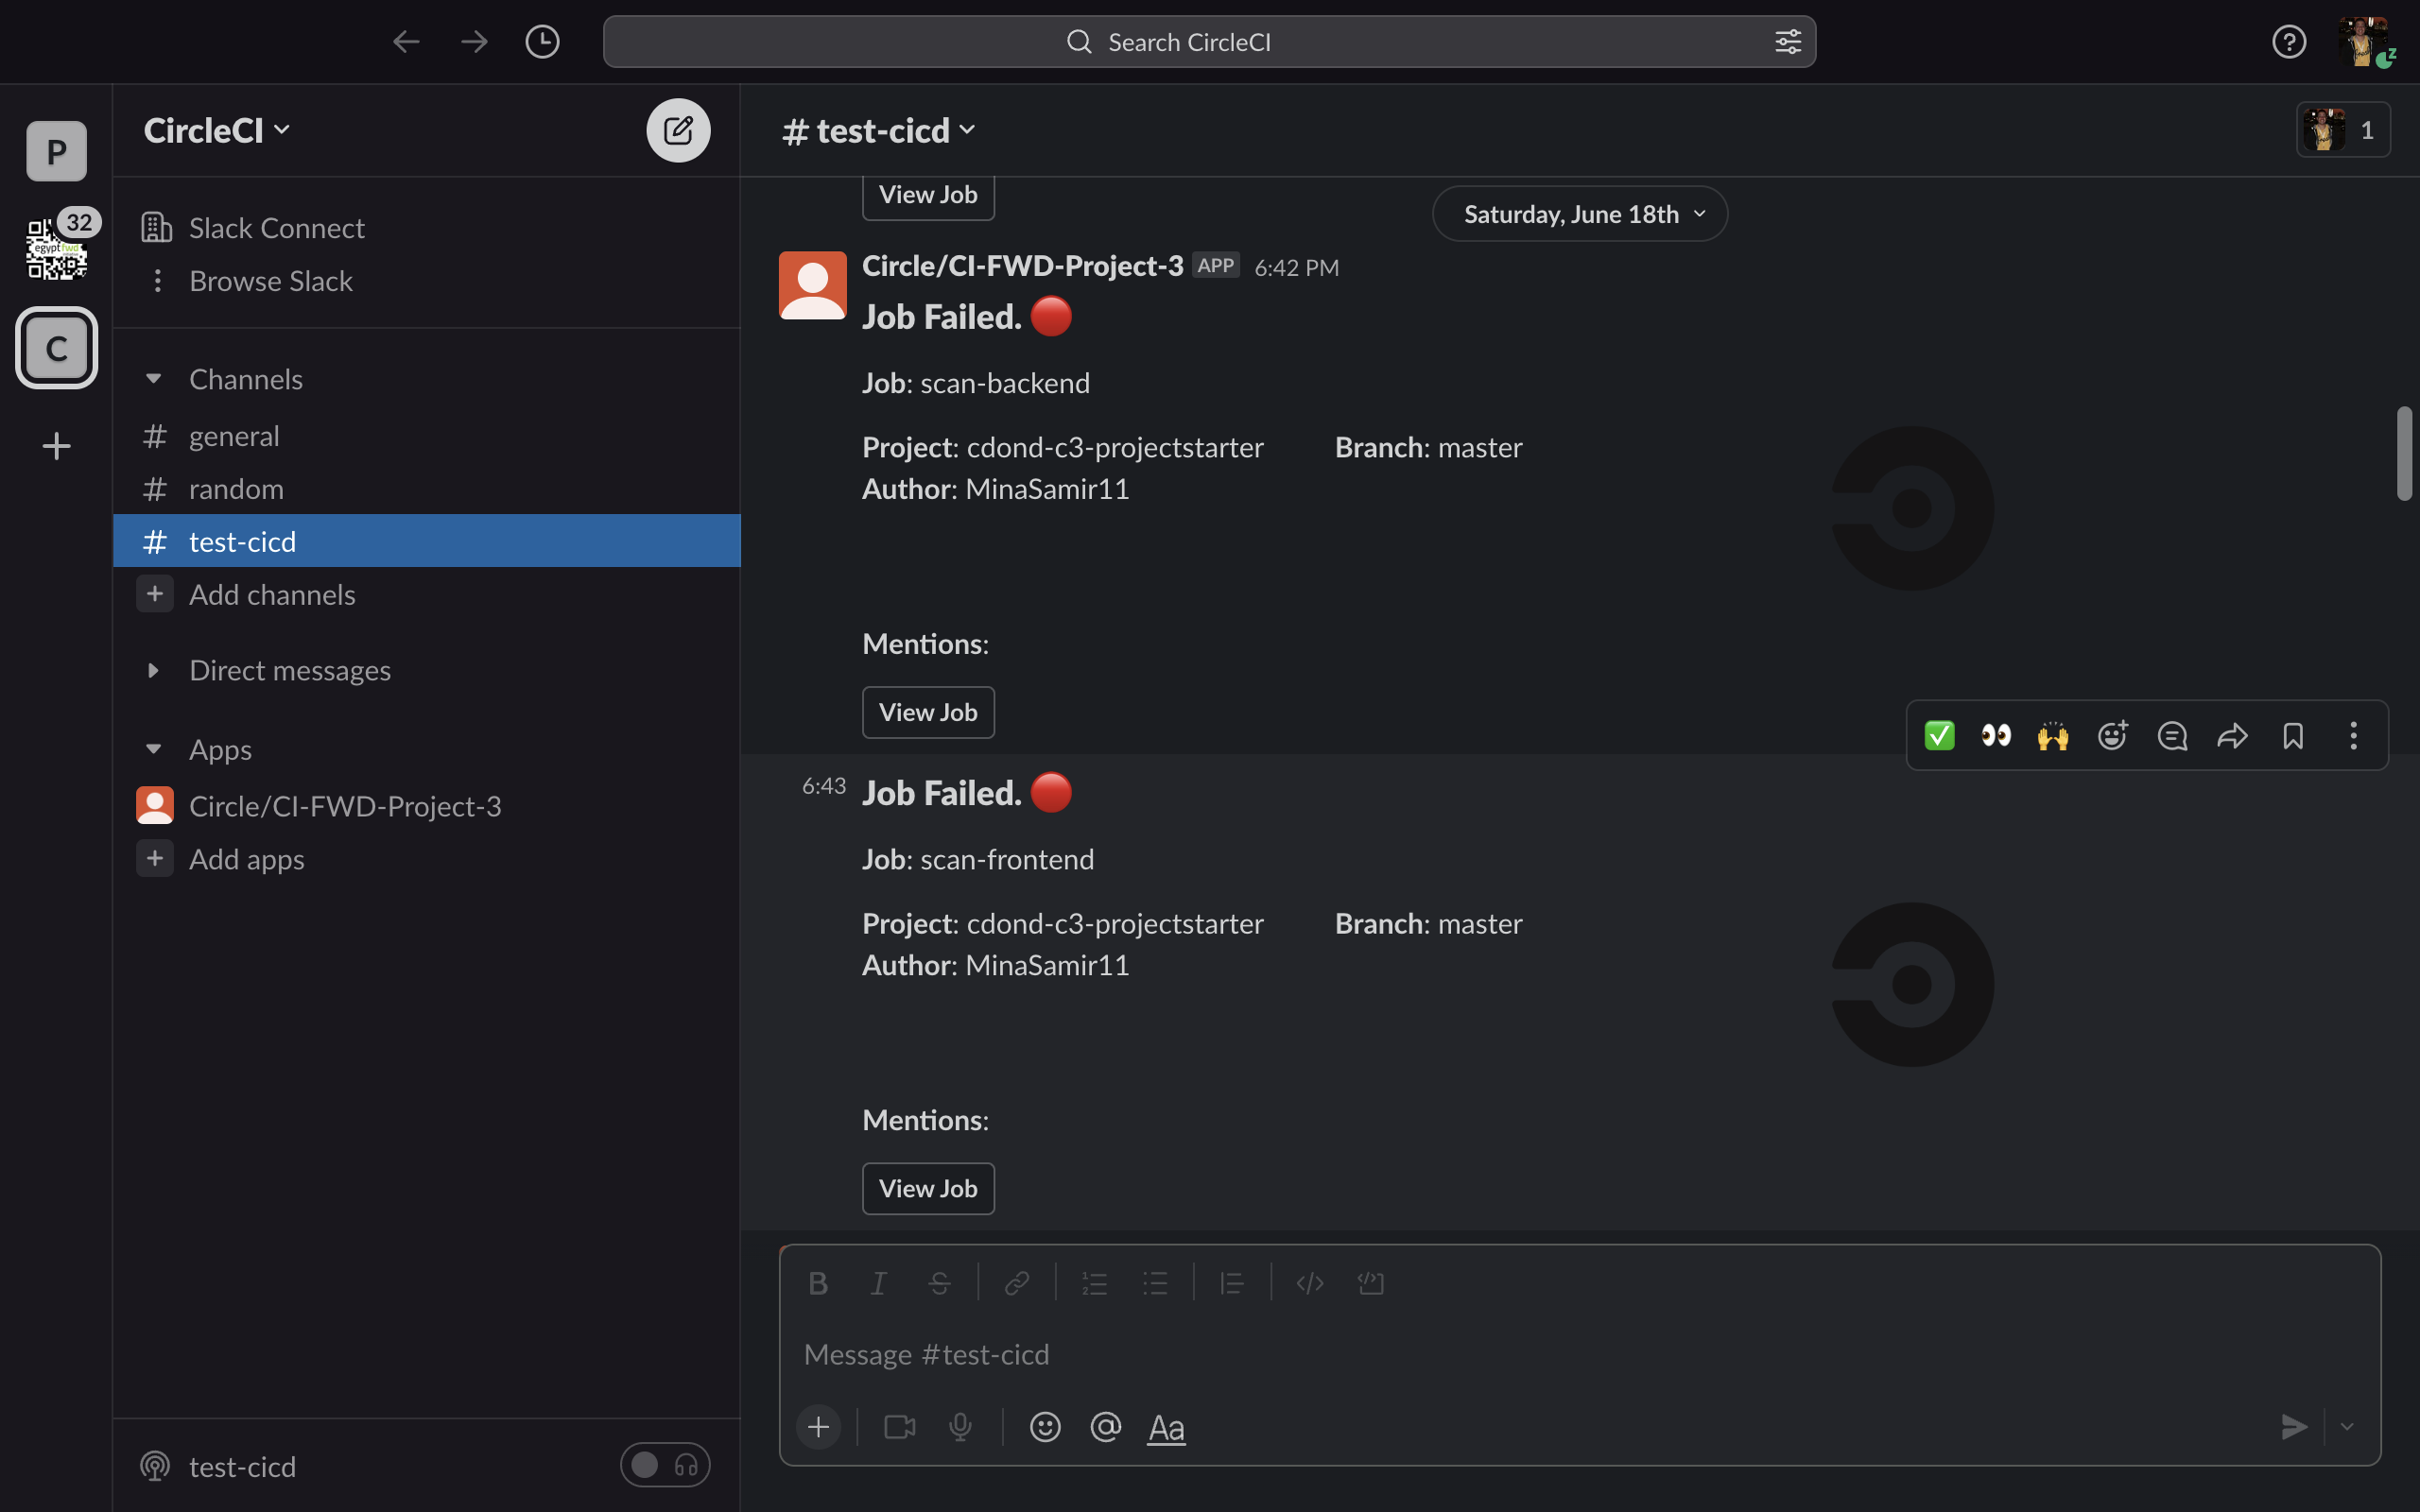 Search CircleCI
P
CircleCI
# test-cicd
1
32
egypt fwd
C
Slack Connect
Browse Slack
Channels
# general
# random
# test-cicd
+ Add channels
Direct messages
Apps
Circle/CI-FWD-Project-3
+ Add apps
test-cicd
View Job
Saturday, June 18th
Circle/CI-FWD-Project-3 APP 6:42 PM
Job Failed.
Job: scan-backend
Project: cdond-c3-projectstarter Branch: master
Author: MinaSamir11
Mentions:
View Job
6:43 Job Failed.
Job: scan-frontend
Project: cdond-c3-projectstarter Branch: master
Author: MinaSamir11
Mentions:
View Job
Message #test-cicd
Aa